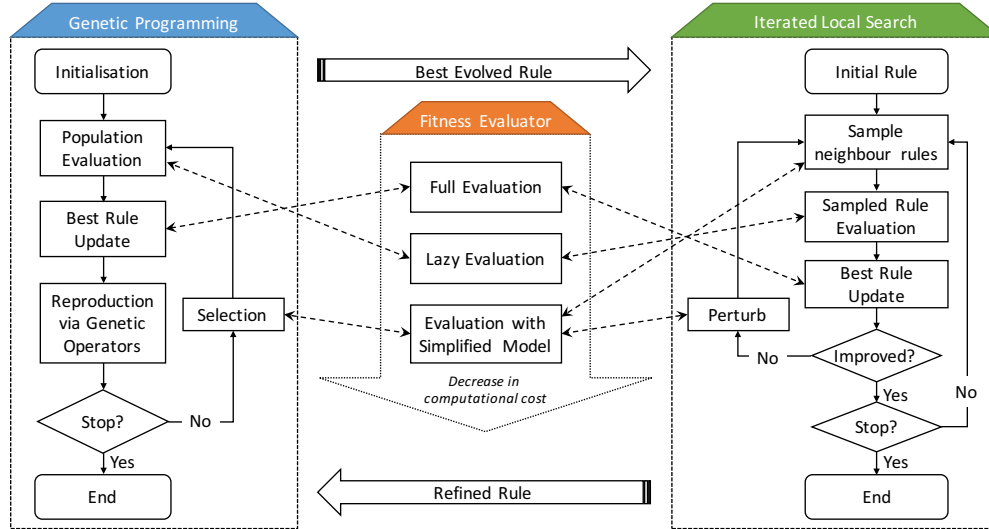 Genetic Programming
Initialisation
Population
Evaluation
Best Rule
Update
Reproduction
via Genetic
Operators
Selection
Stop?
No
Yes
End
Best Evolved Rule
Fitness Evaluator
Full Evaluation
Lazy Evaluation
Evaluation with
Simplified Model
Decrease in
computational cost
Refined Rule
Iterated Local Search
Initial Rule
Sample
neighbour rules
Sampled Rule
Evaluation
Best Rule
Update
Perturb
No
Improved?
Yes
No
Stop?
Yes
End